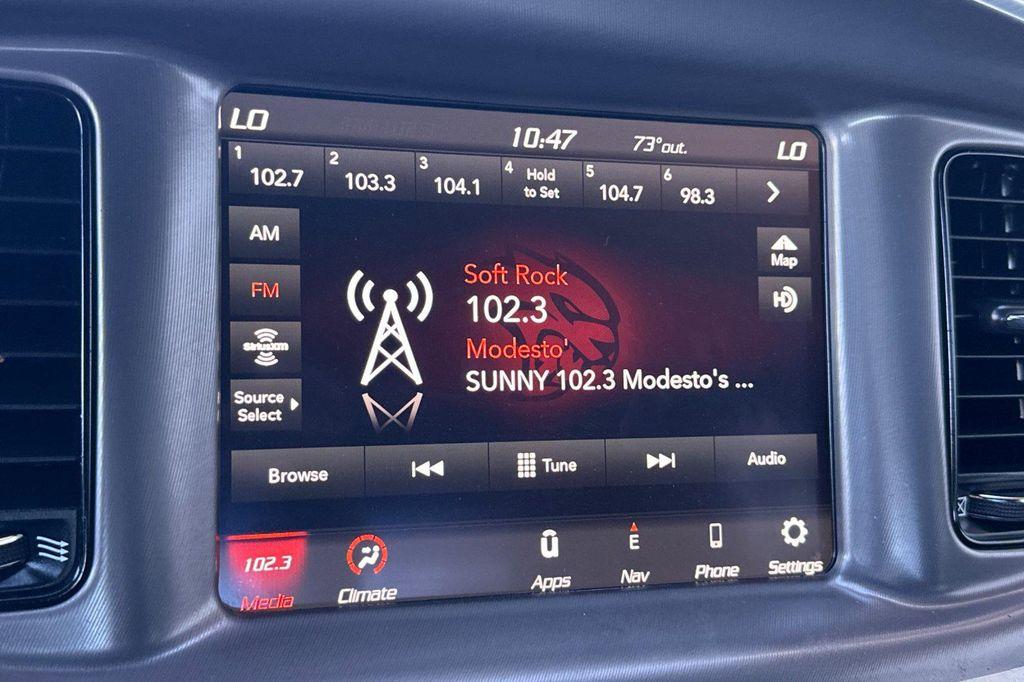 LO 10:47 73°out. LO
1 102.7 2 103.3 3 104.1 4 Hold to Set 5 104.7 6 98.3
AM
FM
SiriusXM
Source
Select
Map
HD
Soft Rock
102.3
Modesto'
SUNNY 102.3 Modesto's ...
Browse Tune Audio
102.3 E
Media Climate Apps Nav Phone Settings